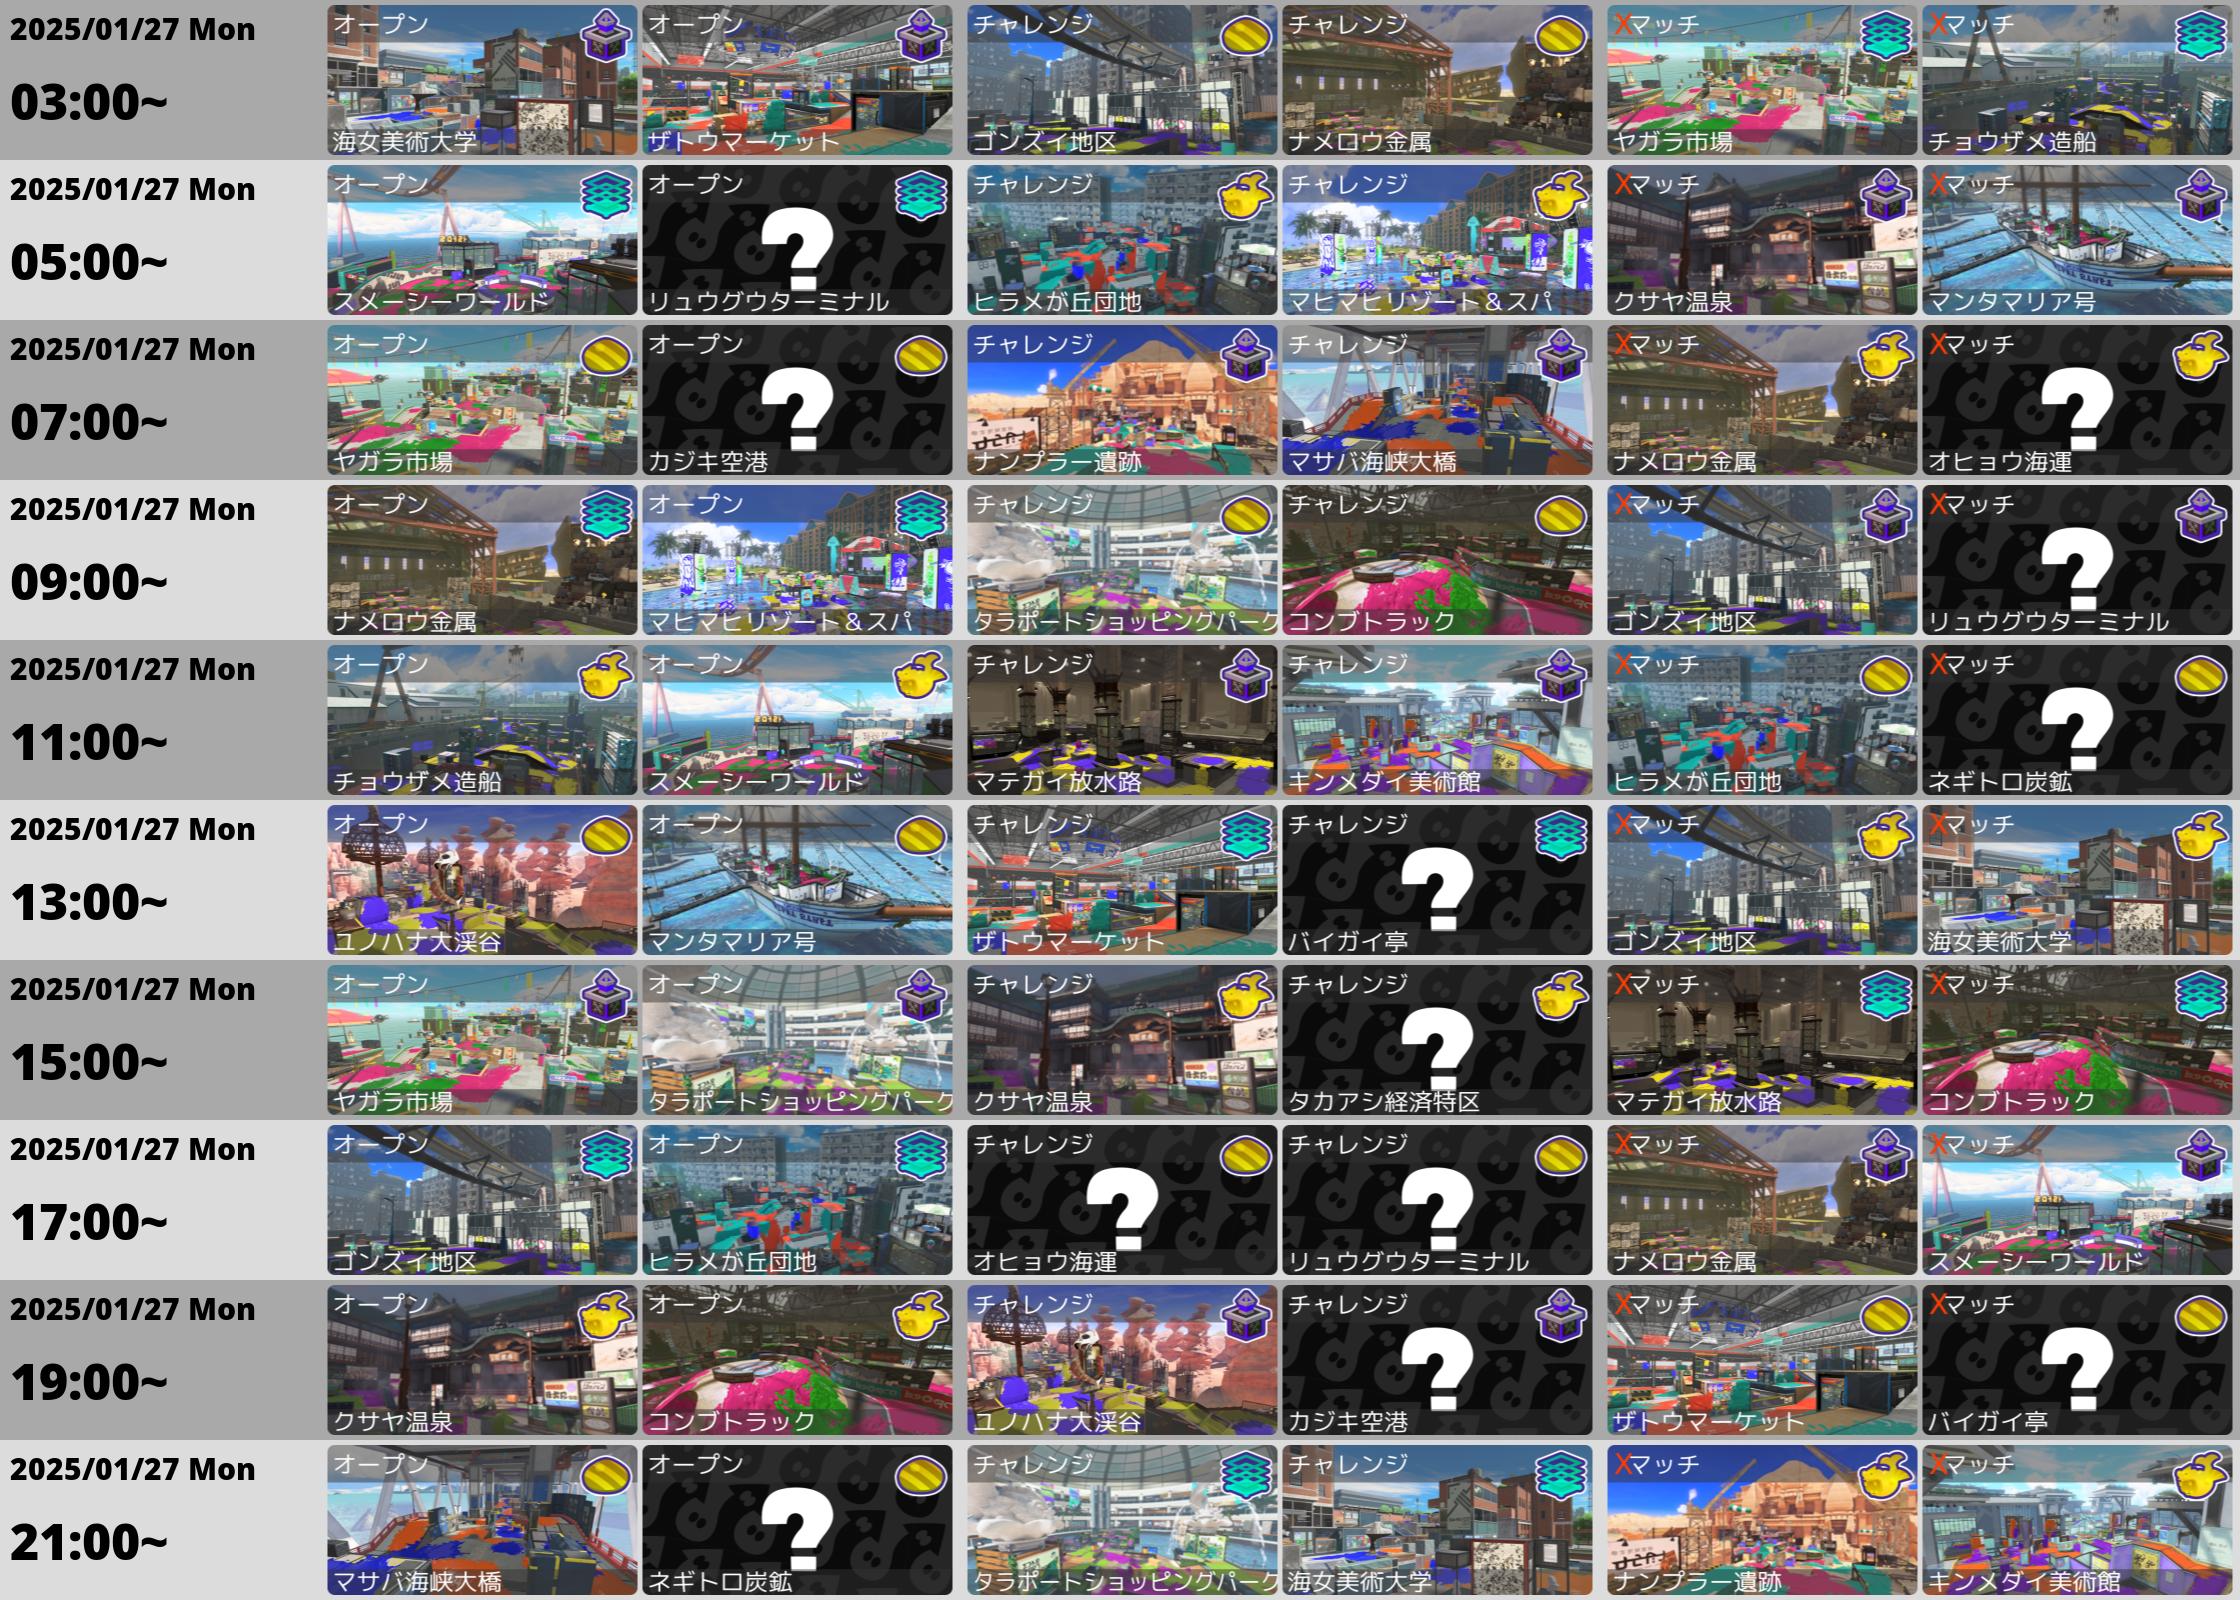 2025/01/27 Mon
03:00~
オープン
海女美術大学
オープン
ザトウマーケット
チャレンジ
ゴンズイ地区
チャレンジ
ナメロウ金属
Xマッチ
ヤガラ市場
Xマッチ
チョウザメ造船
2025/01/27 Mon
05:00~
オープン
スメーシーワールド
オープン
?
リュウグウターミナル
チャレンジ
ヒラメが丘団地
チャレンジ
マヒマヒリゾート＆スパ
Xマッチ
クサヤ温泉
Xマッチ
マンタマリア号
2025/01/27 Mon
07:00~
オープン
ヤガラ市場
オープン
?
カジキ空港
チャレンジ
ナンプラー遺跡
チャレンジ
マサバ海峡大橋
Xマッチ
ナメロウ金属
Xマッチ
?
オヒョウ海運
2025/01/27 Mon
09:00~
オープン
ナメロウ金属
オープン
マヒマヒリゾート＆スパ
チャレンジ
タラポートショッピングパーク
チャレンジ
コンブトラック
Xマッチ
ゴンズイ地区
Xマッチ
?
リュウグウターミナル
2025/01/27 Mon
11:00~
オープン
チョウザメ造船
オープン
スメーシーワールド
チャレンジ
マテガイ放水路
チャレンジ
キンメダイ美術館
Xマッチ
ヒラメが丘団地
Xマッチ
?
ネギトロ炭鉱
2025/01/27 Mon
13:00~
オープン
ユノハナ大渓谷
オープン
マンタマリア号
チャレンジ
ザトウマーケット
チャレンジ
?
バイガイ亭
Xマッチ
ゴンズイ地区
Xマッチ
海女美術大学
2025/01/27 Mon
15:00~
オープン
ヤガラ市場
オープン
タラポートショッピングパーク
チャレンジ
クサヤ温泉
チャレンジ
?
タカアシ経済特区
Xマッチ
マテガイ放水路
Xマッチ
コンブトラック
2025/01/27 Mon
17:00~
オープン
ゴンズイ地区
オープン
ヒラメが丘団地
チャレンジ
?
オヒョウ海運
チャレンジ
?
リュウグウターミナル
Xマッチ
ナメロウ金属
Xマッチ
スメーシーワールド
2025/01/27 Mon
19:00~
オープン
クサヤ温泉
オープン
コンブトラック
チャレンジ
ユノハナ大渓谷
チャレンジ
?
カジキ空港
Xマッチ
ザトウマーケット
Xマッチ
?
バイガイ亭
2025/01/27 Mon
21:00~
オープン
マサバ海峡大橋
オープン
?
ネギトロ炭鉱
チャレンジ
タラポートショッピングパーク
チャレンジ
海女美術大学
Xマッチ
ナンプラー遺跡
Xマッチ
キンメダイ美術館